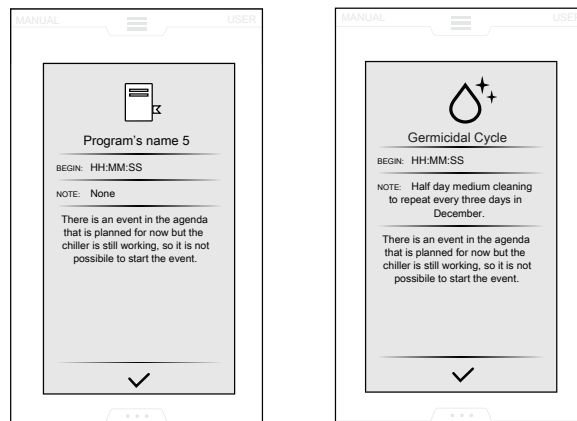 MANUAL
USER
Program's name 5
BEGIN: HH:MM:SS
NOTE: None
There is an event in the agenda
that is planned for now but the
chiller is still working, so it is not
possibile to start the event.
MANUAL
USER
Germicidal Cycle
BEGIN: HH:MM:SS
NOTE: Half day medium cleaning
to repeat every three days in
December.
There is an event in the agenda
that is planned for now but the
chiller is still working, so it is not
possibile to start the event.